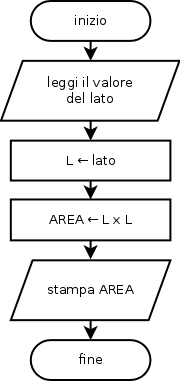 inizio
leggi il valore
del lato
L ← lato
AREA ← L x L
stampa AREA
fine